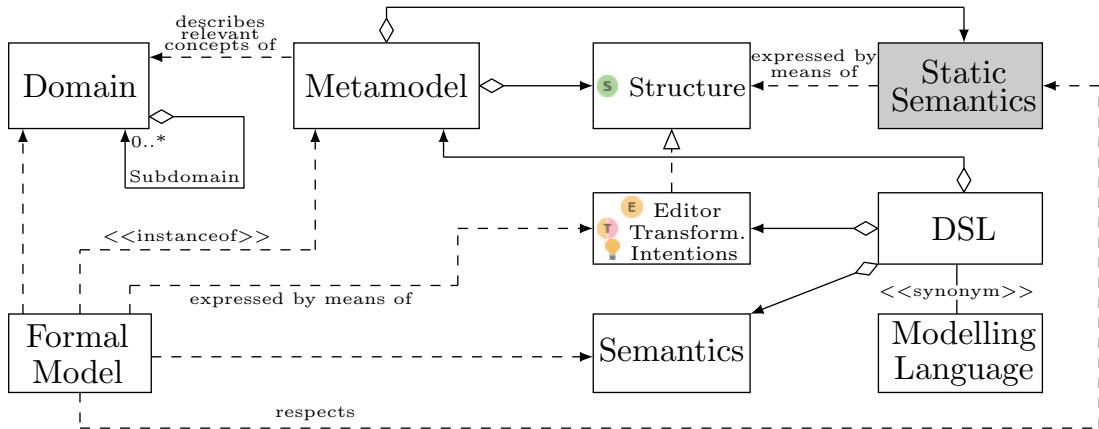 describes
relevant
concepts of
Domain
0..*
Subdomain
Metamodel
S Structure
expressed by
means of
Static
Semantics
<<instanceof>>
E Editor
T Transform.
Intentions
DSL
expressed by means of
<<synonym>>
Formal
Model
Semantics
Modelling
Language
respects